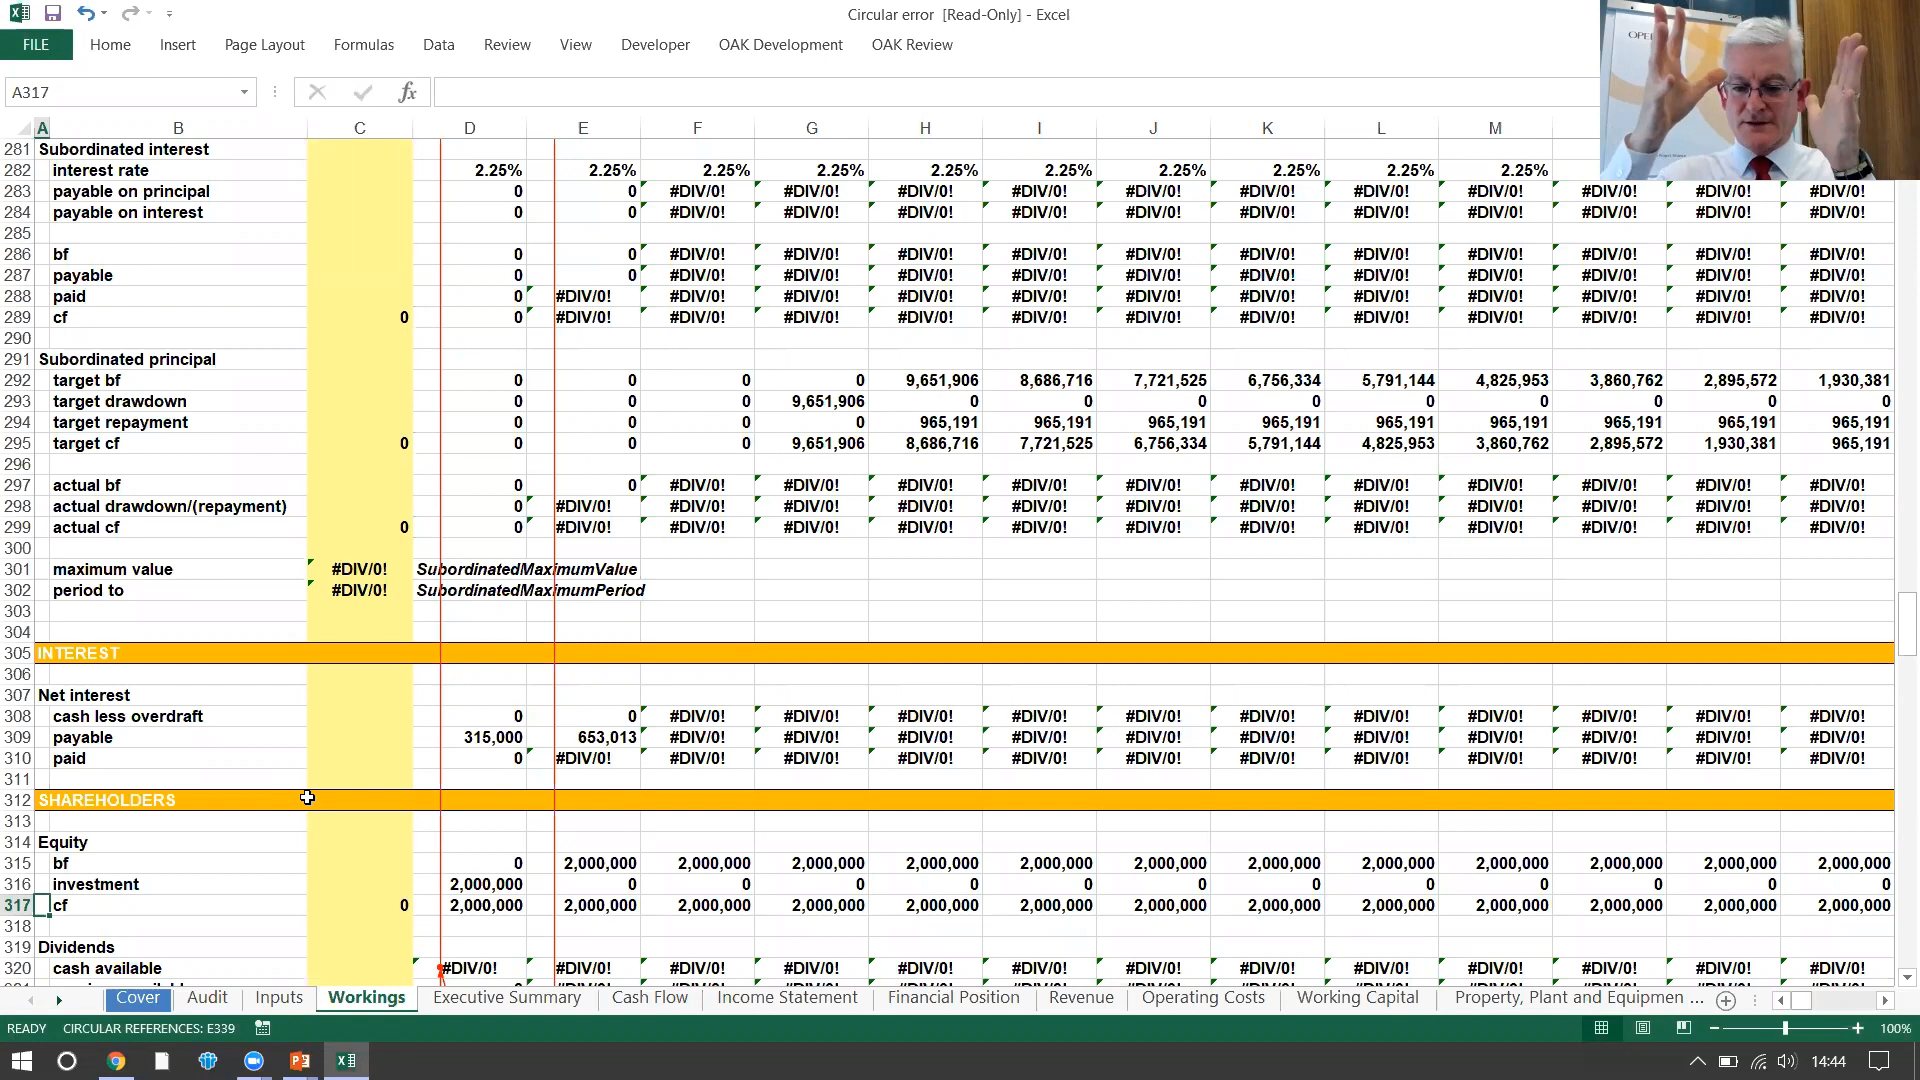 Circular error [Read-Only] - Excel
FILE Home Insert Page Layout Formulas Data Review View Developer OAK Development OAK Review
A317 fx
A B C D E F G H I J K L M
281 Subordinated interest
282 interest rate 2.25% 2.25% 2.25% 2.25% 2.25% 2.25% 2.25% 2.25% 2.25% 2.25%
283 payable on principal 0 0 #DIV/0! #DIV/0! #DIV/0! #DIV/0! #DIV/0! #DIV/0! #DIV/0! #DIV/0! #DIV/0! #DIV/0! #DIV/0!
284 payable on interest 0 0 #DIV/0! #DIV/0! #DIV/0! #DIV/0! #DIV/0! #DIV/0! #DIV/0! #DIV/0! #DIV/0! #DIV/0! #DIV/0!
285
286 bf 0 0 #DIV/0! #DIV/0! #DIV/0! #DIV/0! #DIV/0! #DIV/0! #DIV/0! #DIV/0! #DIV/0! #DIV/0! #DIV/0!
287 payable 0 0 #DIV/0! #DIV/0! #DIV/0! #DIV/0! #DIV/0! #DIV/0! #DIV/0! #DIV/0! #DIV/0! #DIV/0! #DIV/0!
288 paid 0 #DIV/0! #DIV/0! #DIV/0! #DIV/0! #DIV/0! #DIV/0! #DIV/0! #DIV/0! #DIV/0! #DIV/0! #DIV/0! #DIV/0!
289 cf 0 0 #DIV/0! #DIV/0! #DIV/0! #DIV/0! #DIV/0! #DIV/0! #DIV/0! #DIV/0! #DIV/0! #DIV/0! #DIV/0! #DIV/0!
290
291 Subordinated principal
292 target bf 0 0 0 0 9,651,906 8,686,716 7,721,525 6,756,334 5,791,144 4,825,953 3,860,762 2,895,572 1,930,381
293 target drawdown 0 0 0 9,651,906 0 0 0 0 0 0 0 0 0
294 target repayment 0 0 0 0 965,191 965,191 965,191 965,191 965,191 965,191 965,191 965,191 965,191
295 target cf 0 0 0 0 9,651,906 8,686,716 7,721,525 6,756,334 5,791,144 4,825,953 3,860,762 2,895,572 1,930,381 965,191
296
297 actual bf 0 0 #DIV/0! #DIV/0! #DIV/0! #DIV/0! #DIV/0! #DIV/0! #DIV/0! #DIV/0! #DIV/0! #DIV/0! #DIV/0!
298 actual drawdown/(repayment) 0 #DIV/0! #DIV/0! #DIV/0! #DIV/0! #DIV/0! #DIV/0! #DIV/0! #DIV/0! #DIV/0! #DIV/0! #DIV/0! #DIV/0!
299 actual cf 0 0 #DIV/0! #DIV/0! #DIV/0! #DIV/0! #DIV/0! #DIV/0! #DIV/0! #DIV/0! #DIV/0! #DIV/0! #DIV/0! #DIV/0!
300
301 maximum value #DIV/0! SubordinatedMaximumValue
302 period to #DIV/0! SubordinatedMaximumPeriod
303
304
305 INTEREST
306
307 Net interest
308 cash less overdraft 0 0 #DIV/0! #DIV/0! #DIV/0! #DIV/0! #DIV/0! #DIV/0! #DIV/0! #DIV/0! #DIV/0! #DIV/0! #DIV/0!
309 payable 315,000 653,013 #DIV/0! #DIV/0! #DIV/0! #DIV/0! #DIV/0! #DIV/0! #DIV/0! #DIV/0! #DIV/0! #DIV/0! #DIV/0!
310 paid 0 #DIV/0! #DIV/0! #DIV/0! #DIV/0! #DIV/0! #DIV/0! #DIV/0! #DIV/0! #DIV/0! #DIV/0! #DIV/0! #DIV/0!
311
312 SHAREHOLDERS
313
314 Equity
315 bf 0 2,000,000 2,000,000 2,000,000 2,000,000 2,000,000 2,000,000 2,000,000 2,000,000 2,000,000 2,000,000 2,000,000 2,000,000
316 investment 2,000,000 0 0 0 0 0 0 0 0 0 0 0 0
317 cf 0 2,000,000 2,000,000 2,000,000 2,000,000 2,000,000 2,000,000 2,000,000 2,000,000 2,000,000 2,000,000 2,000,000 2,000,000 2,000,000
318
319 Dividends
320 cash available #DIV/0! #DIV/0! #DIV/0! #DIV/0! #DIV/0! #DIV/0! #DIV/0! #DIV/0! #DIV/0! #DIV/0! #DIV/0! #DIV/0! #DIV/0!
Cover Audit Inputs Workings Executive Summary Cash Flow Income Statement Financial Position Revenue Operating Costs Working Capital Property, Plant and Equipmen ...
READY CIRCULAR REFERENCES: E339 100%
14:44